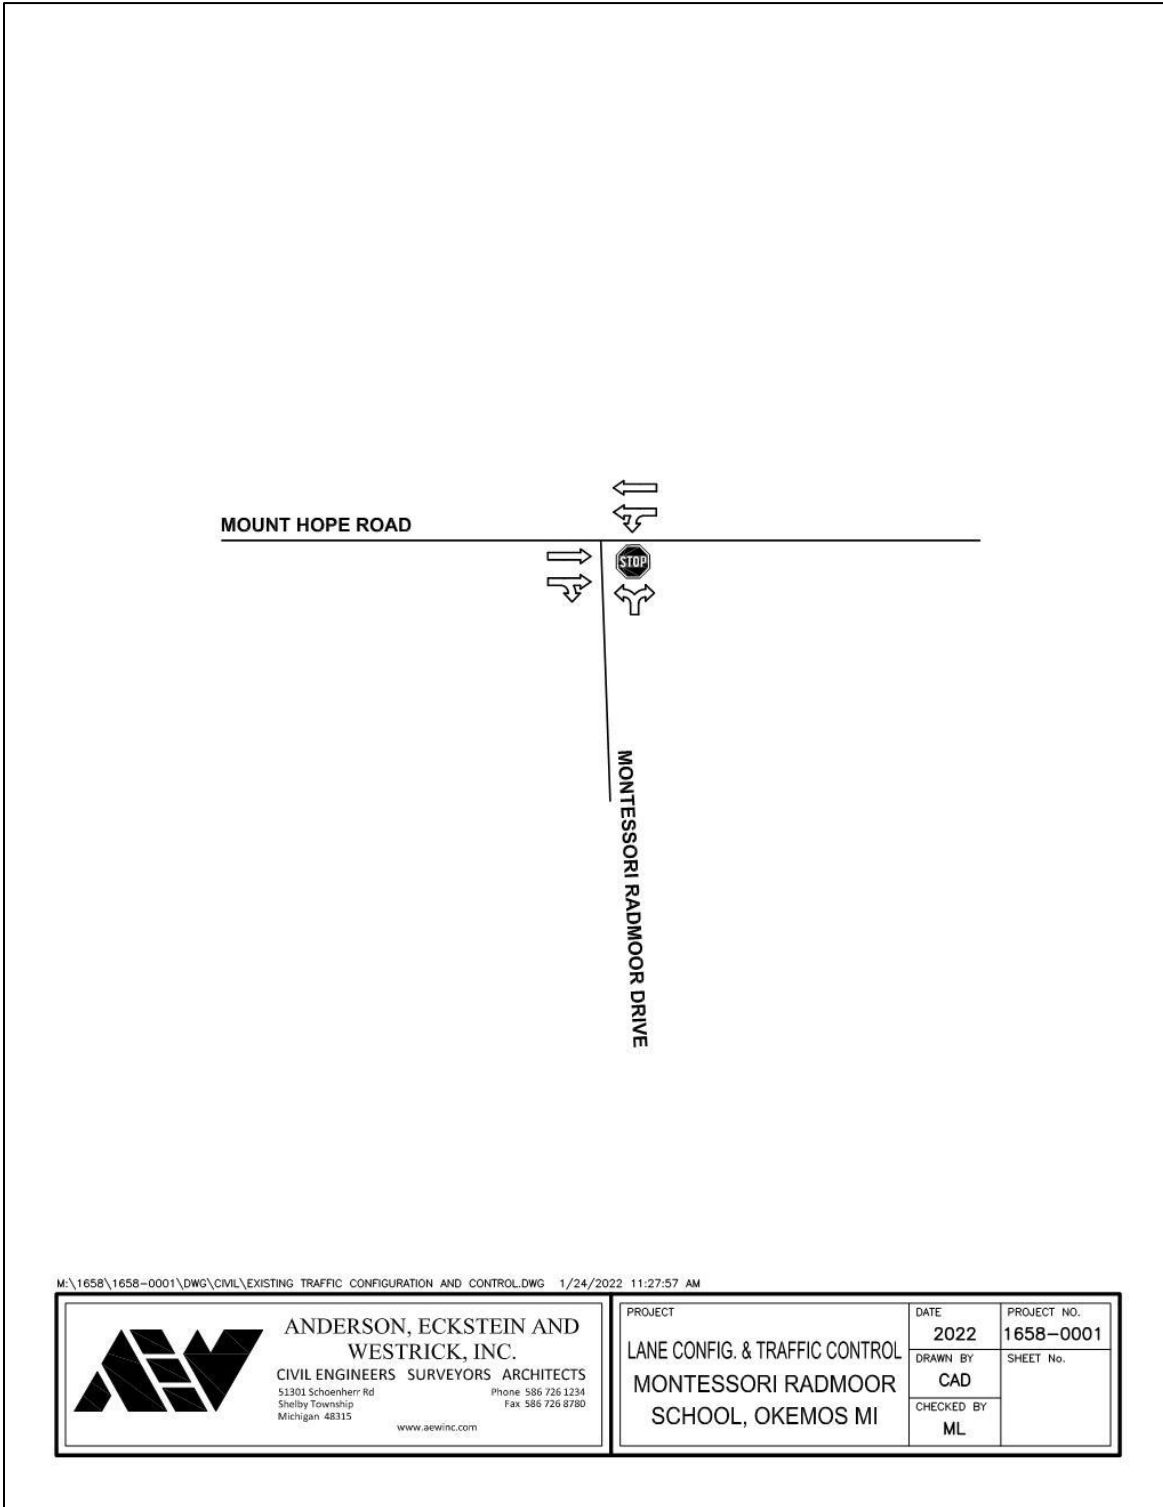 MOUNT HOPE ROAD
STOP
MONTESSORI RADMOOR DRIVE
M:\1658\1658-0001\DWG\CIVIL\EXISTING TRAFFIC CONFIGURATION AND CONTROL.DWG 1/24/2022 11:27:57 AM
AEW
ANDERSON, ECKSTEIN AND
WESTRICK, INC.
CIVIL ENGINEERS SURVEYORS ARCHITECTS
51301 Schoenherr Rd
Shelby Township
Michigan 48315
Phone 586 726 1234
Fax 586 726 8780
www.aewinc.com
PROJECT
LANE CONFIG. & TRAFFIC CONTROL
MONTESSORI RADMOOR
SCHOOL, OKEMOS MI
DATE
2022
DRAWN BY
CAD
CHECKED BY
ML
PROJECT NO.
1658-0001
SHEET No.